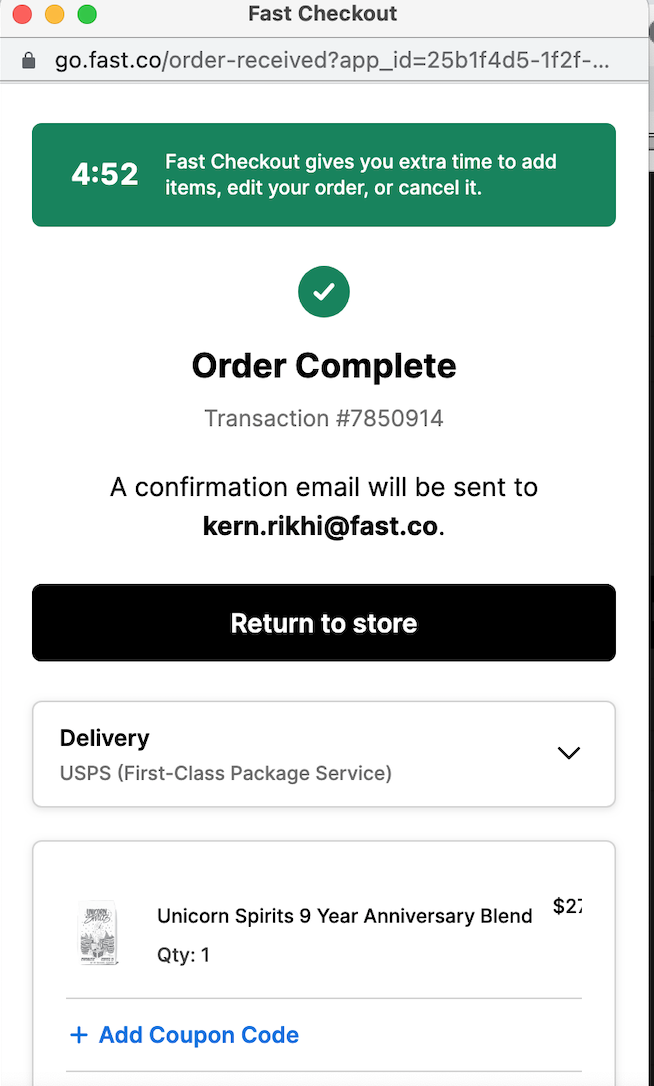 Fast Checkout
go.fast.co/order-received?app_id=25b1f4d5-1f2f-...
4:52
Fast Checkout gives you extra time to add
items, edit your order, or cancel it.
Order Complete
Transaction #7850914
A confirmation email will be sent to
kern.rikhi@fast.co.
Return to store
Delivery
USPS (First-Class Package Service)
UNICORN
Unicorn Spirits 9 Year Anniversary Blend
$27
Qty: 1
+ Add Coupon Code